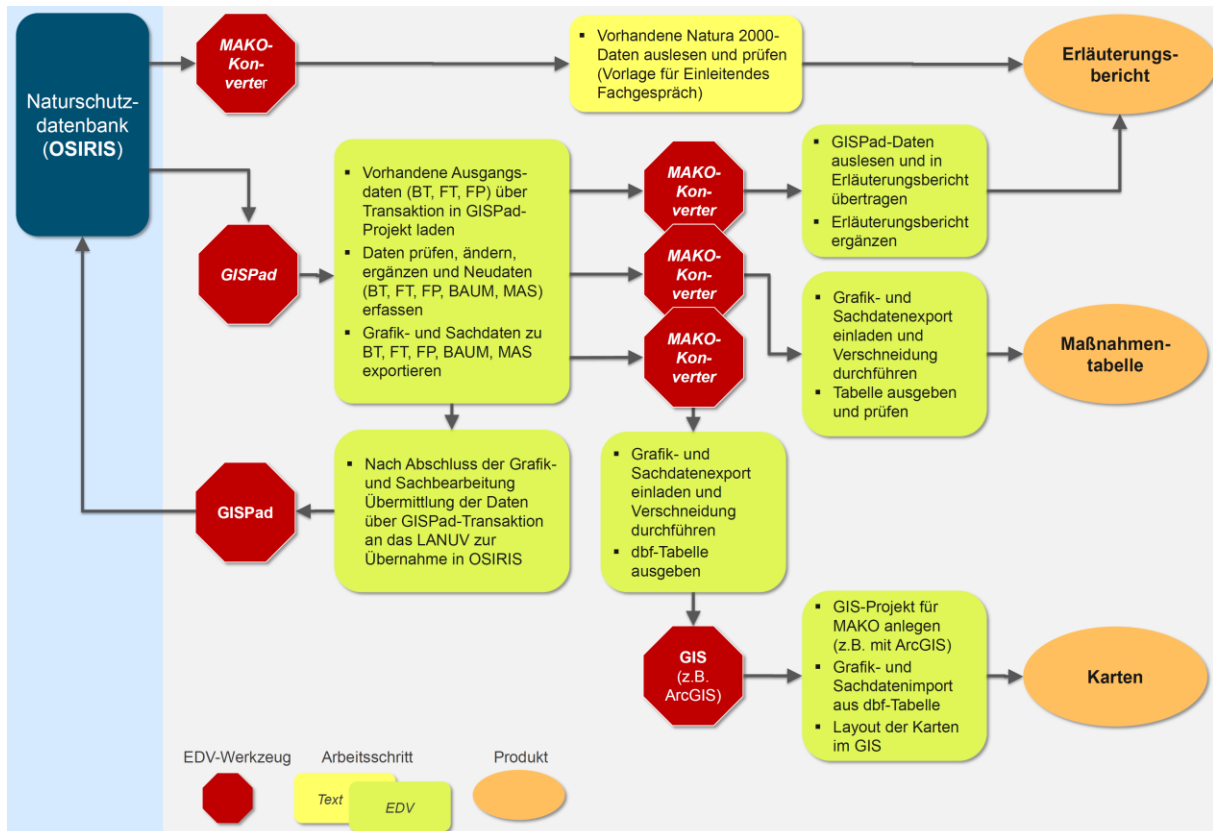 Naturschutz-
datenbank
(OSIRIS)
MAKO-
Kon-
verter
▪ Vorhandene Natura 2000-
Daten auslesen und prüfen
(Vorlage für Einleitendes
Fachgespräch)
Erläuterungs-
bericht
GISPad
▪ Vorhandene Ausgangs-
daten (BT, FT, FP) über
Transaktion in GISPad-
Projekt laden
▪ Daten prüfen, ändern,
ergänzen und Neudaten
(BT, FT, FP, BAUM, MAS)
erfassen
▪ Grafik- und Sachdaten zu
BT, FT, FP, BAUM, MAS
exportieren
MAKO-
Kon-
verter
▪ GISPad-Daten
auslesen und in
Erläuterungsbericht
übertragen
▪ Erläuterungsbericht
ergänzen
MAKO-
Kon-
verter
▪ Grafik- und
Sachdatenexport
einladen und
Verschneidung
durchführen
▪ Tabelle ausgeben
und prüfen
Maßnahmen-
tabelle
MAKO-
Kon-
verter
GISPad
▪ Nach Abschluss der Grafik-
und Sachbearbeitung
Übermittlung der Daten
über GISPad-Transaktion
an das LANUV zur
Übernahme in OSIRIS
▪ Grafik- und
Sachdatenexport
einladen und
Verschneidung
durchführen
▪ dbf-Tabelle
ausgeben
GIS
(z.B.
ArcGIS)
▪ GIS-Projekt für
MAKO anlegen
(z.B. mit ArcGIS)
▪ Grafik- und
Sachdatenimport
aus dbf-Tabelle
▪ Layout der Karten
im GIS
Karten
EDV-Werkzeug
Arbeitsschritt
Produkt
Text
EDV